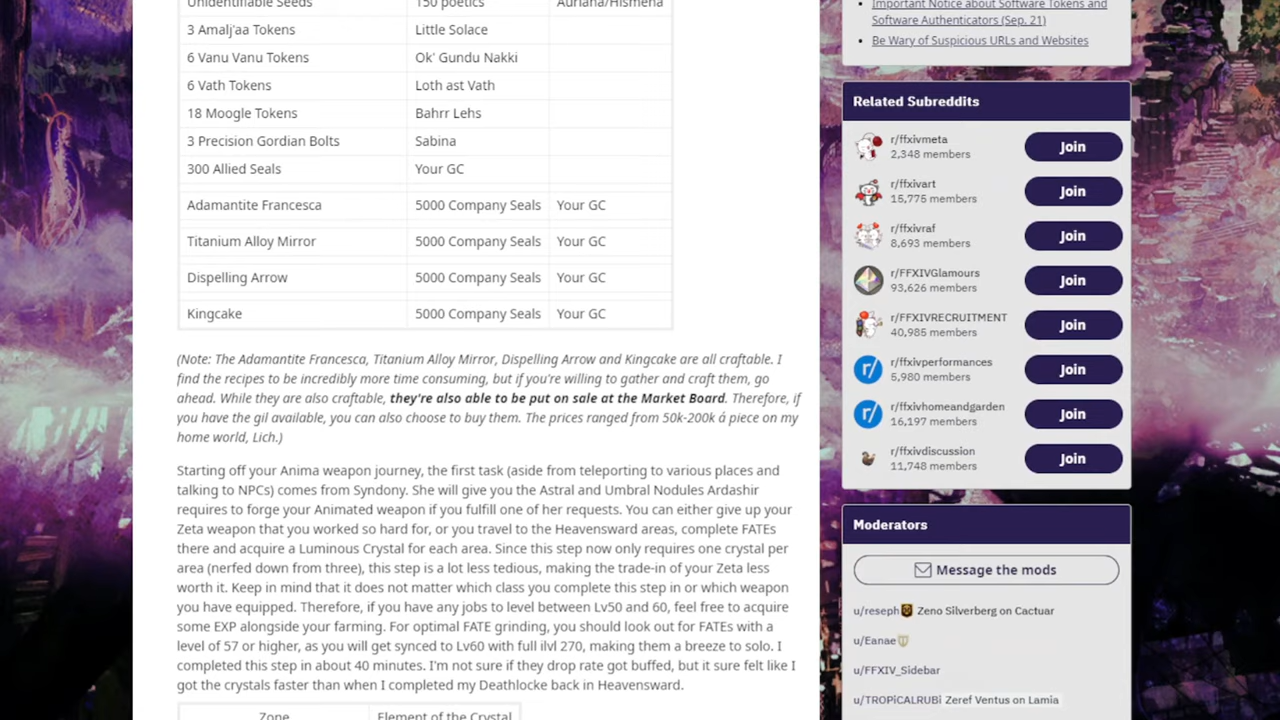 Unidentifiable Seeds 150 poetics Auriana/Hismena
3 Amalj'aa Tokens Little Solace
6 Vanu Vanu Tokens Ok' Gundu Nakki
6 Vath Tokens Loth ast Vath
18 Moogle Tokens Bahrr Lehs
3 Precision Gordian Bolts Sabina
300 Allied Seals Your GC
Adamantite Francesca 5000 Company Seals Your GC
Titanium Alloy Mirror 5000 Company Seals Your GC
Dispelling Arrow 5000 Company Seals Your GC
Kingcake 5000 Company Seals Your GC
(Note: The Adamantite Francesca, Titanium Alloy Mirror, Dispelling Arrow and Kingcake are all craftable. I
find the recipes to be incredibly more time consuming, but if you're willing to gather and craft them, go
ahead. While they are also craftable, they're also able to be put on sale at the Market Board. Therefore, if
you have the gil available, you can also choose to buy them. The prices ranged from 50k-200k á piece on my
home world, Lich.)
Starting off your Anima weapon journey, the first task (aside from teleporting to various places and
talking to NPCs) comes from Syndony. She will give you the Astral and Umbral Nodules Ardashir
requires to forge your Animated weapon if you fulfill one of her requests. You can either give up your
Zeta weapon that you worked so hard for, or you travel to the Heavensward areas, complete FATEs
there and acquire a Luminous Crystal for each area. Since this step now only requires one crystal per
area (nerfed down from three), this step is a lot less tedious, making the trade-in of your Zeta less
worth it. Keep in mind that it does not matter which class you complete this step in or which weapon
you have equipped. Therefore, if you have any jobs to level between Lv50 and 60, feel free to acquire
some EXP alongside your farming. For optimal FATE grinding, you should look out for FATEs with a
level of 57 or higher, as you will get synced to Lv60 with full ilvl 270, making them a breeze to solo. I
completed this step in about 40 minutes. I'm not sure if they drop rate got buffed, but it sure felt like I
got the crystals faster than when I completed my Deathlocke back in Heavensward.
Zone Element of the Crystal
Important Notice about Software Tokens and
Software Authenticators (Sep. 21)
Be Wary of Suspicious URLs and Websites
Related Subreddits
r/ffxivmeta
2,348 members
Join
r/ffxivart
15,775 members
Join
r/ffxivraf
8,693 members
Join
r/FFXIVGlamours
93,626 members
Join
r/FFXIVRECRUITMENT
40,985 members
Join
r/ffxivperformances
5,980 members
Join
r/ffxivhomeandgarden
16,197 members
Join
r/ffxivdiscussion
11,748 members
Join
Moderators
Message the mods
u/reseph Zeno Silverberg on Cactuar
u/Eanae
u/FFXIV_Sidebar
u/TROPiCALRUBi Zeref Ventus on Lamia